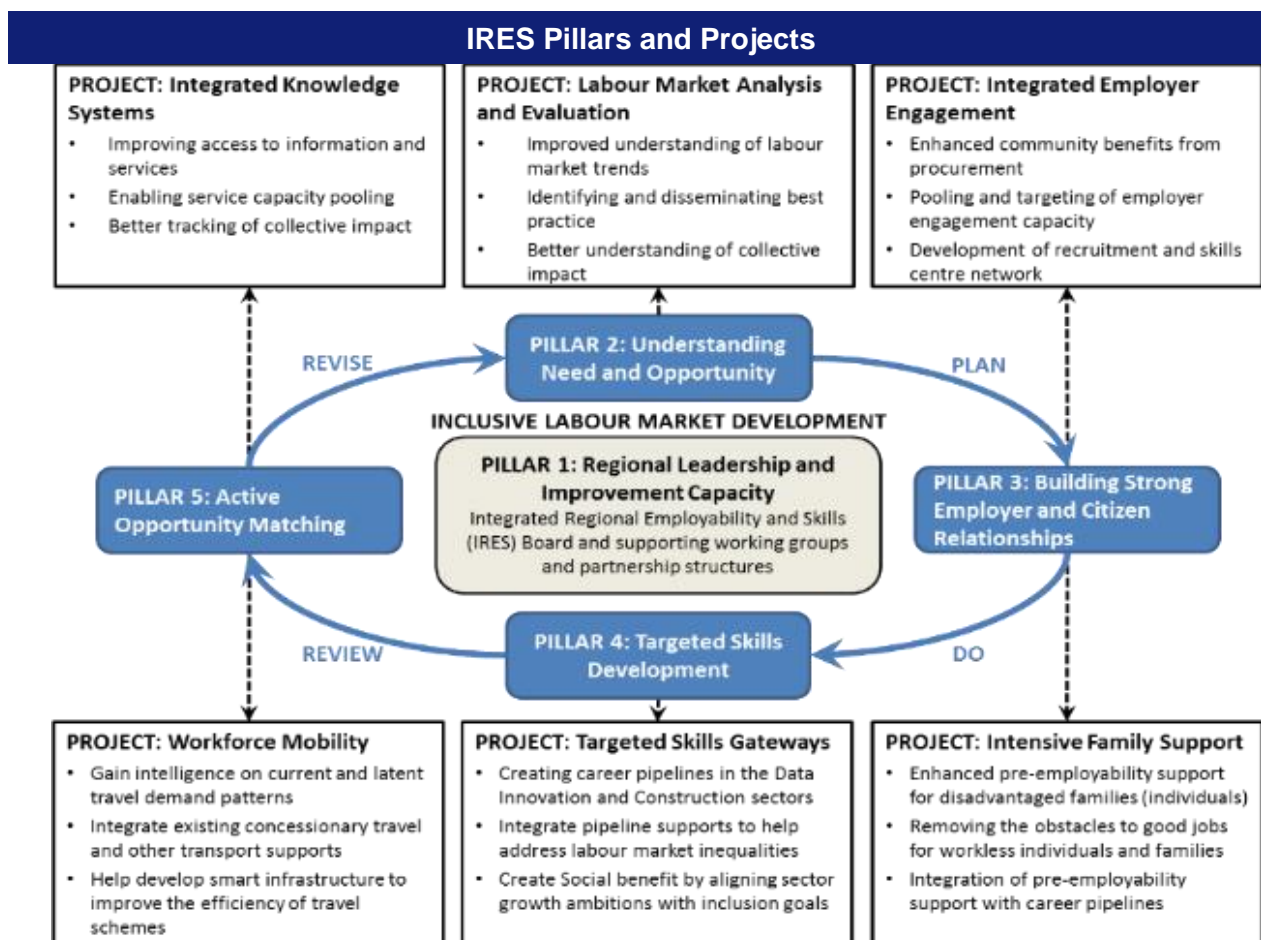 IRES Pillars and Projects
PROJECT: Integrated Knowledge
Systems
• Improving access to information and
services
• Enabling service capacity pooling
• Better tracking of collective impact
PROJECT: Labour Market Analysis
and Evaluation
• Improved understanding of labour
market trends
• Identifying and disseminating best
practice
• Better understanding of collective
impact
PROJECT: Integrated Employer
Engagement
• Enhanced community benefits from
procurement
• Pooling and targeting of employer
engagement capacity
• Development of recruitment and skills
centre network
REVISE
PILLAR 2: Understanding
Need and Opportunity
PLAN
INCLUSIVE LABOUR MARKET DEVELOPMENT
PILLAR 5: Active
Opportunity Matching
PILLAR 1: Regional Leadership and
Improvement Capacity
Integrated Regional Employability and Skills
(IRES) Board and supporting working groups
and partnership structures
PILLAR 3: Building Strong
Employer and Citizen
Relationships
REVIEW
PILLAR 4: Targeted Skills
Development
DO
PROJECT: Workforce Mobility
• Gain intelligence on current and latent
travel demand patterns
• Integrate existing concessionary travel
and other transport supports
• Help develop smart infrastructure to
improve the efficiency of travel
schemes
PROJECT: Targeted Skills Gateways
• Creating career pipelines in the Data
Innovation and Construction sectors
• Integrate pipeline supports to help
address labour market inequalities
• Create Social benefit by aligning sector
growth ambitions with inclusion goals
PROJECT: Intensive Family Support
• Enhanced pre-employability support
for disadvantaged families (individuals)
• Removing the obstacles to good jobs
for workless individuals and families
• Integration of pre-employability
support with career pipelines